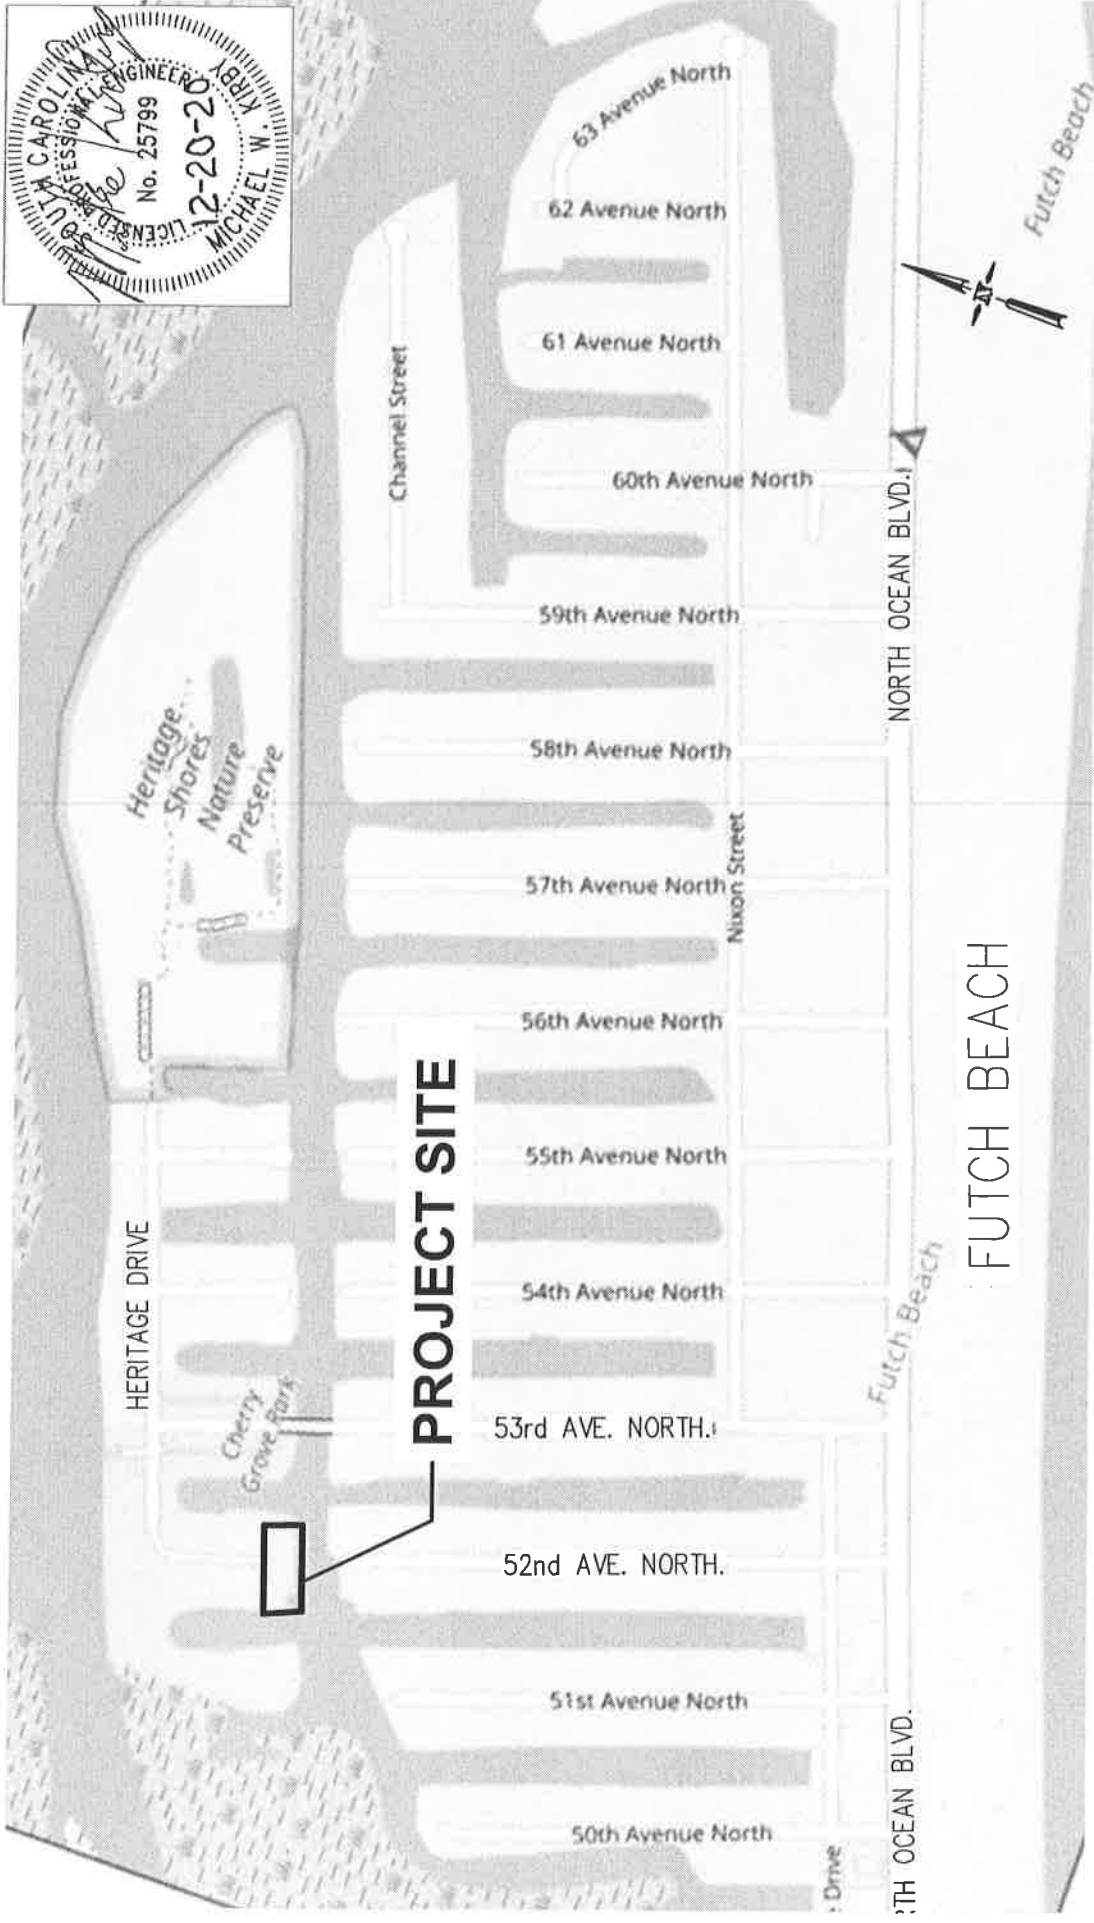 SOUTH CAROLINA
LICENSED PROFESSIONAL ENGINEER
No. 25799
12-20-20
MICHAEL W. KIRBY
63 Avenue North
62 Avenue North
61 Avenue North
60th Avenue North
Channel Street
59th Avenue North
58th Avenue North
57th Avenue North
56th Avenue North
55th Avenue North
54th Avenue North
53rd AVE. NORTH.
52nd AVE. NORTH.
51st Avenue North
50th Avenue North
Heritage
Shores
Nature
Preserve
HERITAGE DRIVE
Cherry
Grove Park
PROJECT SITE
Nixon Street
NORTH OCEAN BLVD.
RTH OCEAN BLVD.
Drive
Futch Beach
Futch Beach
FUTCH BEACH
N